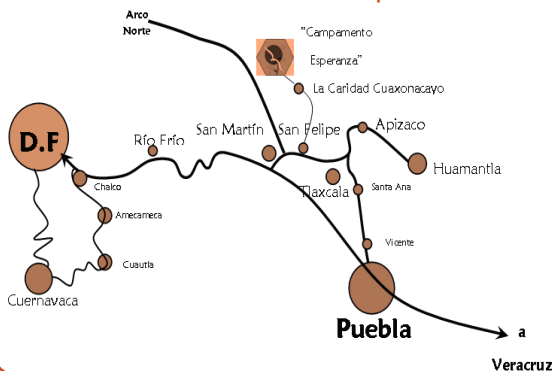 Arco
Norte
"Campamento
Esperanza"
La Caridad Cuaxonacayo
D.F
Río Frío
San Martín
San Felipe
Apizaco
Huamantla
Chalco
Tlaxcala
Santa Ana
Amecameca
Vicente
Cuautla
Cuernavaca
Puebla
a
Veracruz